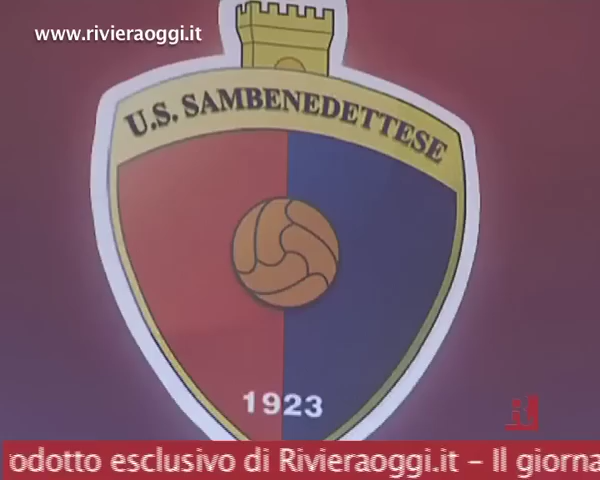 www.rivieraoggi.it
U.S. SAMBENEDETTESE
1923
odotto esclusivo di Rivieraoggi.it – Il giorna